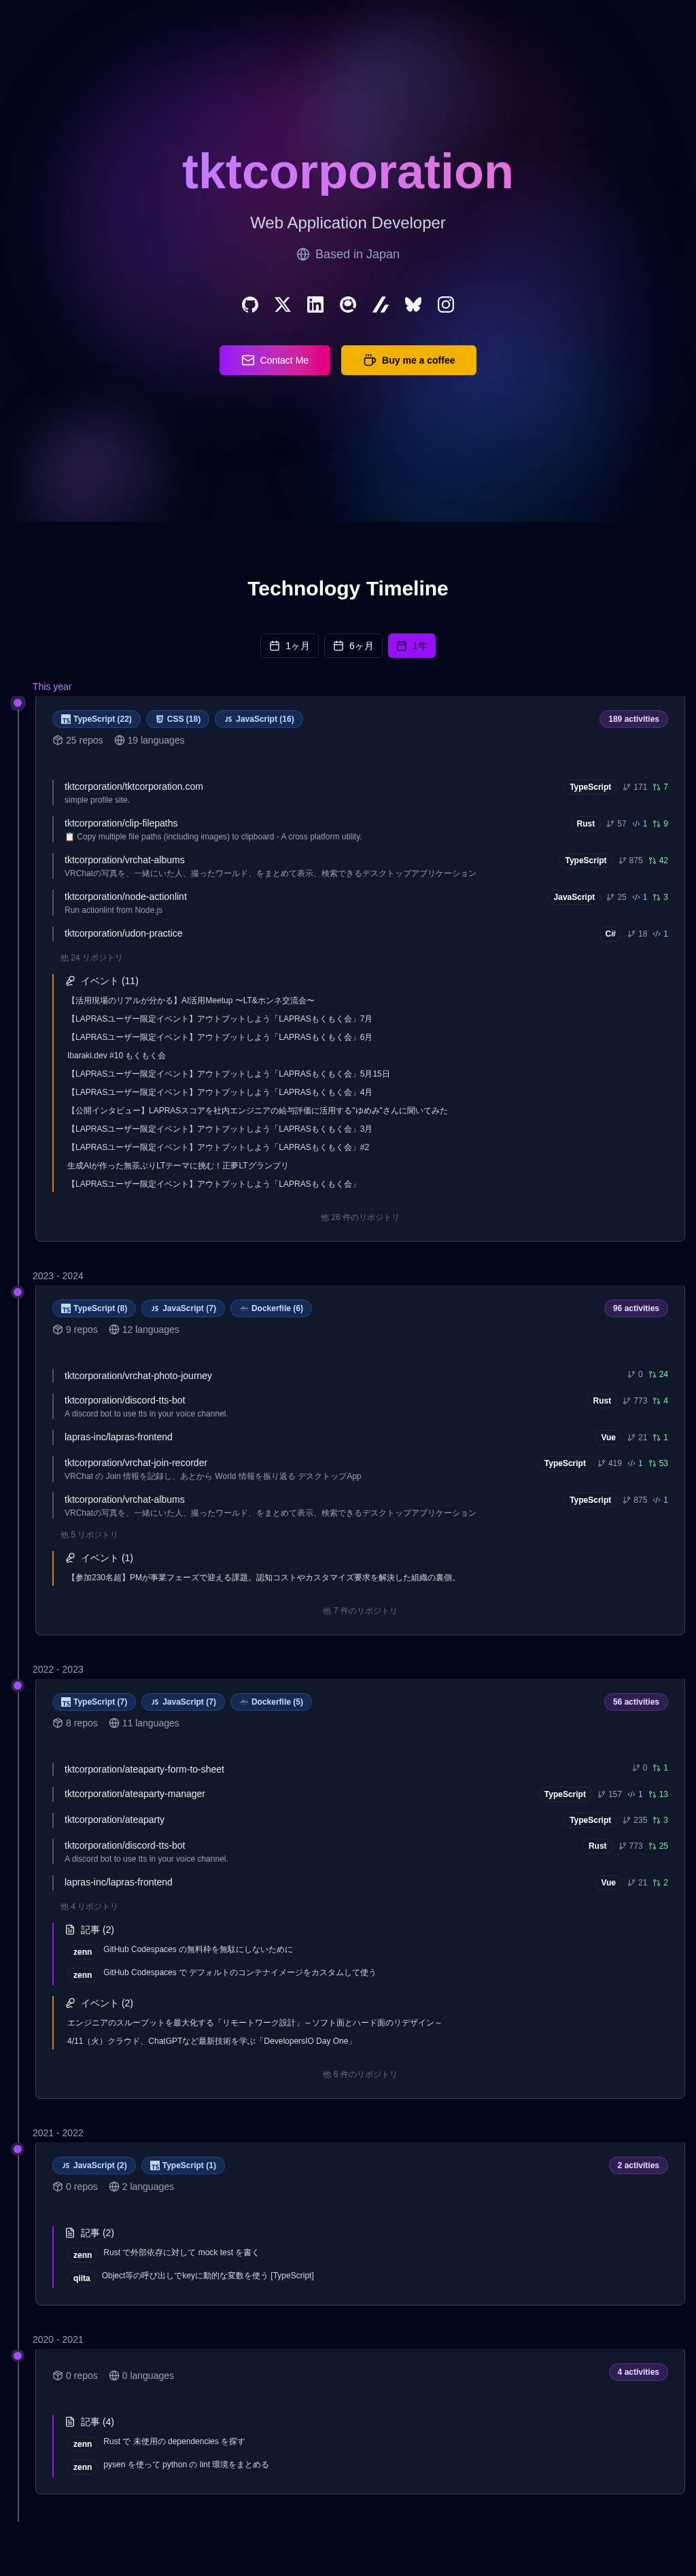 tktcorporation
Web Application Developer
Based in Japan
Contact Me
Buy me a coffee
Technology Timeline
1ヶ月
6ヶ月
1年
This year
TypeScript (22)
CSS (18)
JavaScript (16)
189 activities
25 repos
19 languages
tktcorporation/tktcorporation.com
TypeScript
171
7
simple profile site.
tktcorporation/clip-filepaths
Rust
57
1
9
📋 Copy multiple file paths (including images) to clipboard - A cross platform utility.
tktcorporation/vrchat-albums
TypeScript
875
42
VRChatの写真を、一緒にいた人、撮ったワールド、をまとめて表示、検索できるデスクトップアプリケーション
tktcorporation/node-actionlint
JavaScript
25
1
3
Run actionlint from Node.js
tktcorporation/udon-practice
C#
18
1
他 24 リポジトリ
イベント (11)
【活用現場のリアルが分かる】AI活用Meetup 〜LT&ホンネ交流会〜
【LAPRASユーザー限定イベント】アウトプットしよう「LAPRASもくもく会」7月
【LAPRASユーザー限定イベント】アウトプットしよう「LAPRASもくもく会」6月
Ibaraki.dev #10 もくもく会
【LAPRASユーザー限定イベント】アウトプットしよう「LAPRASもくもく会」5月15日
【LAPRASユーザー限定イベント】アウトプットしよう「LAPRASもくもく会」4月
【公開インタビュー】LAPRASスコアを社内エンジニアの給与評価に活用する"ゆめみ"さんに聞いてみた
【LAPRASユーザー限定イベント】アウトプットしよう「LAPRASもくもく会」3月
【LAPRASユーザー限定イベント】アウトプットしよう「LAPRASもくもく会」#2
生成AIが作った無茶ぶりLTテーマに挑む！正夢LTグランプリ
【LAPRASユーザー限定イベント】アウトプットしよう「LAPRASもくもく会」
他 26 件のリポジトリ
2023 - 2024
TypeScript (8)
JavaScript (7)
Dockerfile (6)
96 activities
9 repos
12 languages
tktcorporation/vrchat-photo-journey
0
24
tktcorporation/discord-tts-bot
Rust
773
4
A discord bot to use tts in your voice channel.
lapras-inc/lapras-frontend
Vue
21
1
tktcorporation/vrchat-join-recorder
TypeScript
419
1
53
VRChat の Join 情報を記録し、あとから World 情報を振り返る デスクトップApp
tktcorporation/vrchat-albums
TypeScript
875
1
VRChatの写真を、一緒にいた人、撮ったワールド、をまとめて表示、検索できるデスクトップアプリケーション
他 5 リポジトリ
イベント (1)
【参加230名超】PMが事業フェーズで迎える課題。認知コストやカスタマイズ要求を解決した組織の裏側。
他 7 件のリポジトリ
2022 - 2023
TypeScript (7)
JavaScript (7)
Dockerfile (5)
56 activities
8 repos
11 languages
tktcorporation/ateaparty-form-to-sheet
0
1
tktcorporation/ateaparty-manager
TypeScript
157
1
13
tktcorporation/ateaparty
TypeScript
235
3
tktcorporation/discord-tts-bot
Rust
773
25
A discord bot to use tts in your voice channel.
lapras-inc/lapras-frontend
Vue
21
2
他 4 リポジトリ
記事 (2)
zenn
GitHub Codespaces の無料枠を無駄にしないために
zenn
GitHub Codespaces で デフォルトのコンテナイメージをカスタムして使う
イベント (2)
エンジニアのスループットを最大化する「リモートワーク設計」～ソフト面とハード面のリデザイン～
4/11（火）クラウド、ChatGPTなど最新技術を学ぶ「DevelopersIO Day One」
他 6 件のリポジトリ
2021 - 2022
JavaScript (2)
TypeScript (1)
2 activities
0 repos
2 languages
記事 (2)
zenn
Rust で外部依存に対して mock test を書く
qiita
Object等の呼び出しでkeyに動的な変数を使う [TypeScript]
2020 - 2021
4 activities
0 repos
0 languages
記事 (4)
zenn
Rust で 未使用の dependencies を探す
zenn
pysen を使って python の lint 環境をまとめる